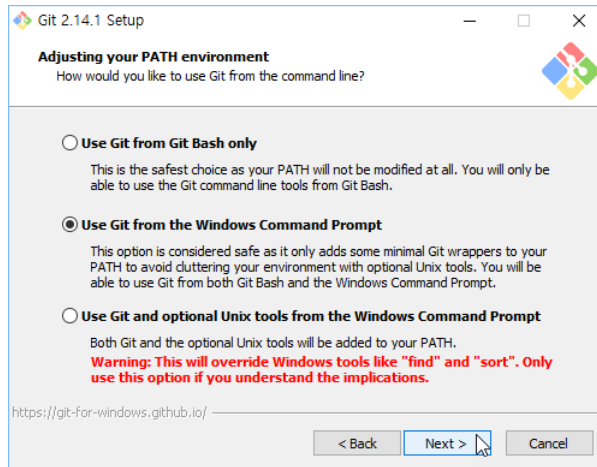 Git 2.14.1 Setup
Adjusting your PATH environment
How would you like to use Git from the command line?
Use Git from Git Bash only
This is the safest choice as your PATH will not be modified at all. You will only be
able to use the Git command line tools from Git Bash.
Use Git from the Windows Command Prompt
This option is considered safe as it only adds some minimal Git wrappers to your
PATH to avoid cluttering your environment with optional Unix tools. You will be
able to use Git from both Git Bash and the Windows Command Prompt.
Use Git and optional Unix tools from the Windows Command Prompt
Both Git and the optional Unix tools will be added to your PATH.
Warning: This will override Windows tools like "find" and "sort". Only
use this option if you understand the implications.
https://git-for-windows.github.io/
< Back Next > Cancel